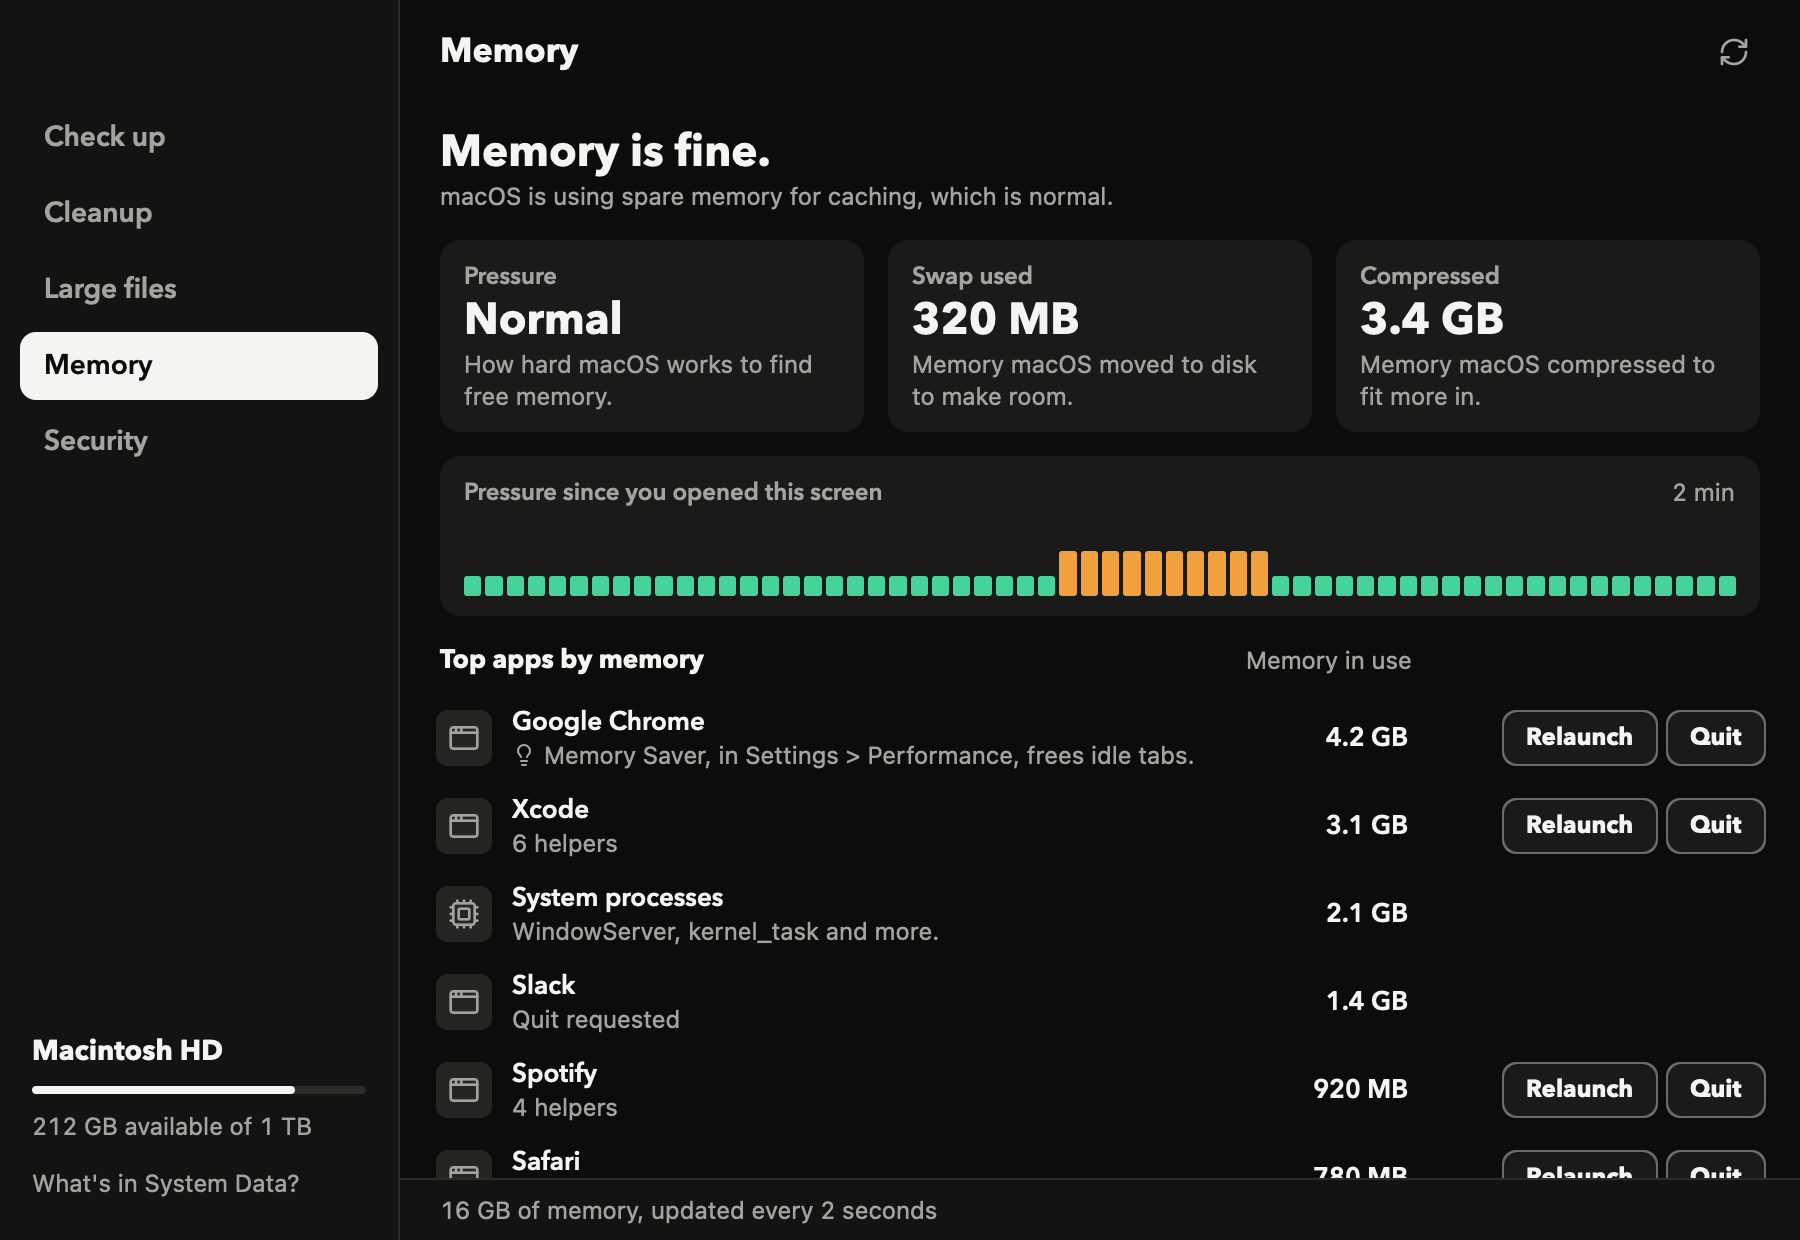 Memory
Check up
Cleanup
Large files
Memory
Security
Macintosh HD
212 GB available of 1 TB
What's in System Data?
Memory is fine.
macOS is using spare memory for caching, which is normal.
Pressure
Normal
How hard macOS works to find
free memory.
Swap used
320 MB
Memory macOS moved to disk
to make room.
Compressed
3.4 GB
Memory macOS compressed to
fit more in.
Pressure since you opened this screen
2 min
Top apps by memory
Memory in use
Google Chrome
Memory Saver, in Settings > Performance, frees idle tabs.
4.2 GB
Relaunch
Quit
Xcode
6 helpers
3.1 GB
Relaunch
Quit
System processes
WindowServer, kernel_task and more.
2.1 GB
Slack
Quit requested
1.4 GB
Spotify
4 helpers
920 MB
Relaunch
Quit
Safari
780 MB
Relaunch
Quit
16 GB of memory, updated every 2 seconds